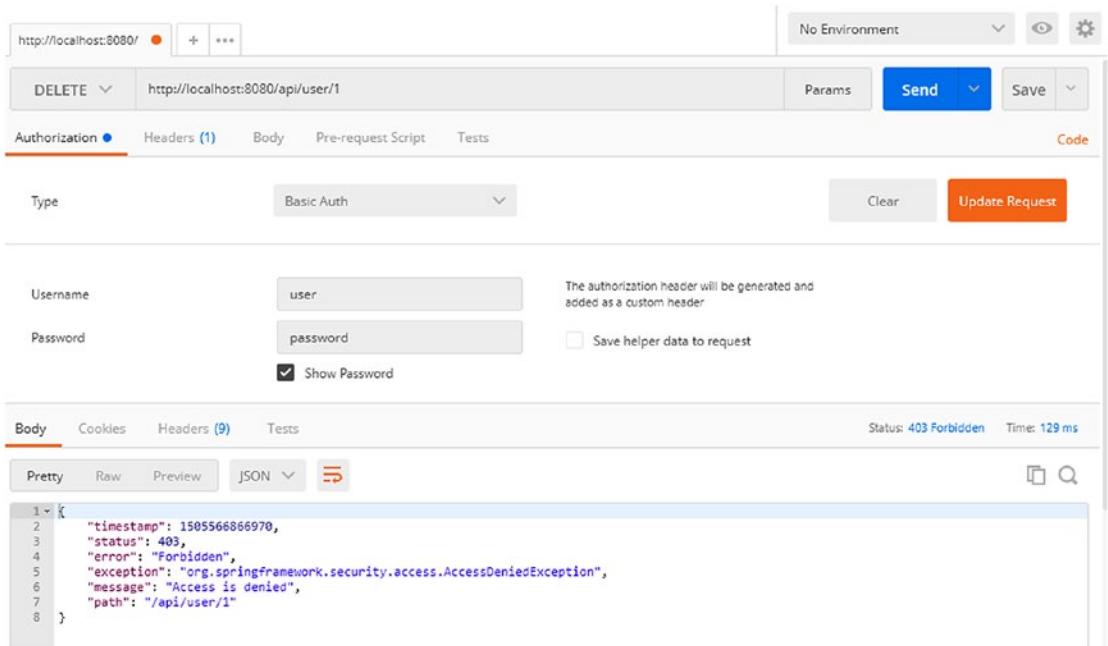 http://localhost:8080/ + ••• No Environment
DELETE http://localhost:8080/api/user/1 Params Send Save
Authorization Headers (1) Body Pre-request Script Tests Code
Type Basic Auth Clear Update Request
Username user The authorization header will be generated and
added as a custom header
Password password Save helper data to request
Show Password
Body Cookies Headers (9) Tests Status: 403 Forbidden Time: 129 ms
Pretty Raw Preview JSON
1 {
2 "timestamp": 1505566866970,
3 "status": 403,
4 "error": "Forbidden",
5 "exception": "org.springframework.security.access.AccessDeniedException",
6 "message": "Access is denied",
7 "path": "/api/user/1"
8 }